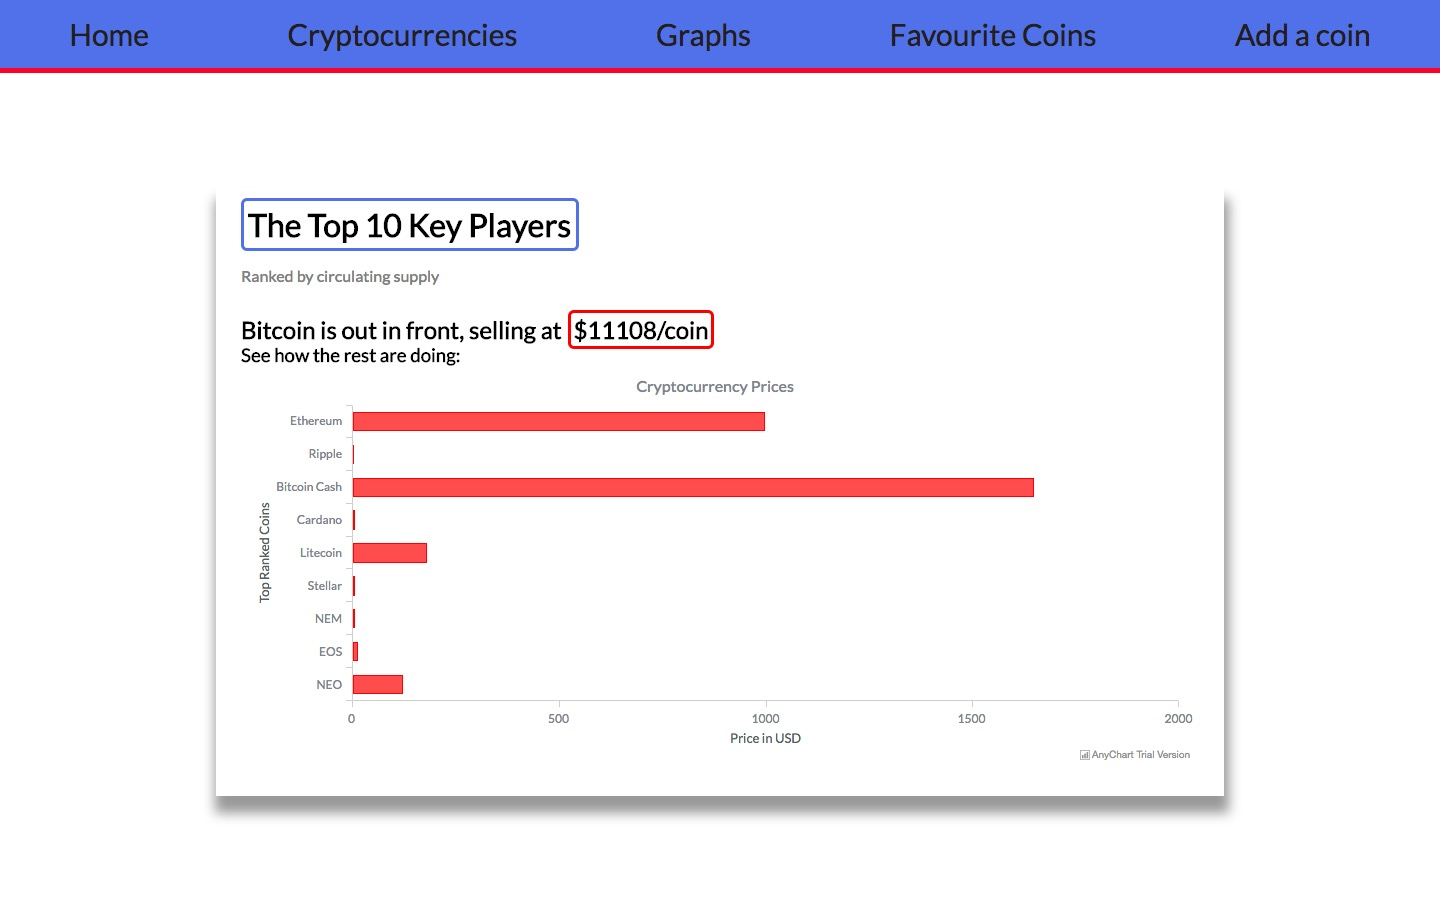 Home Cryptocurrencies Graphs Favourite Coins Add a coin
The Top 10 Key Players
Ranked by circulating supply
Bitcoin is out in front, selling at $11108/coin
See how the rest are doing:
Cryptocurrency Prices
Top Ranked Coins
Ethereum
Ripple
Bitcoin Cash
Cardano
Litecoin
Stellar
NEM
EOS
NEO
0 500 1000 1500 2000
Price in USD
AnyChart Trial Version